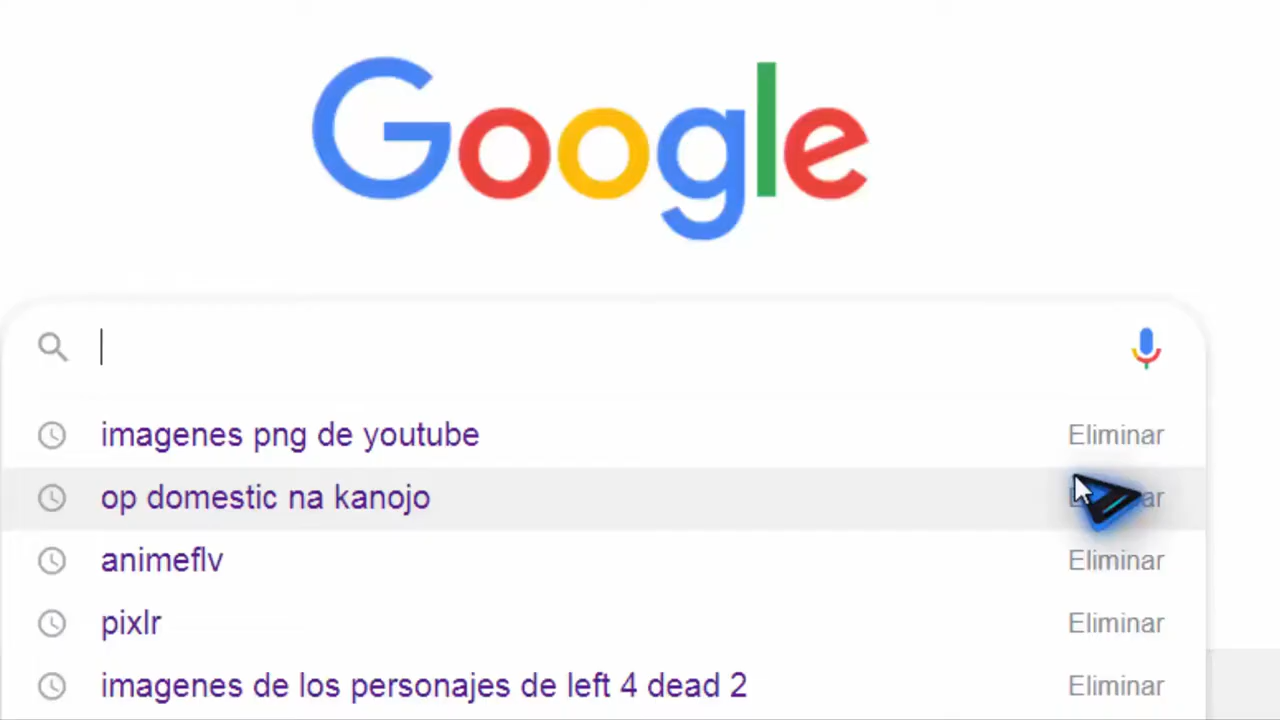 Google
imagenes png de youtube Eliminar
op domestic na kanojo
animeflv Eliminar
pixlr Eliminar
imagenes de los personajes de left 4 dead 2 Eliminar